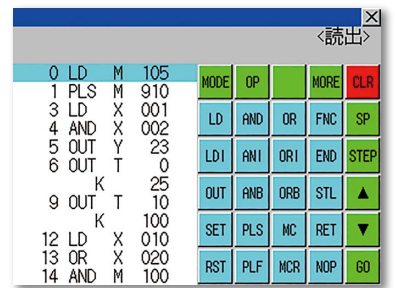 ×
〈読出〉
0 LD M 105
1 PLS M 910
3 LD X 001
4 AND X 002
5 OUT Y 23
6 OUT T 0
K 25
9 OUT T 10
K 100
12 LD X 010
13 OR X 020
14 AND M 100
MODE OP MORE CLR
LD AND OR FNC SP
LDI ANI ORI END STEP
OUT ANB ORB STL ▲
SET PLS MC RET ▼
RST PLF MCR NOP GO